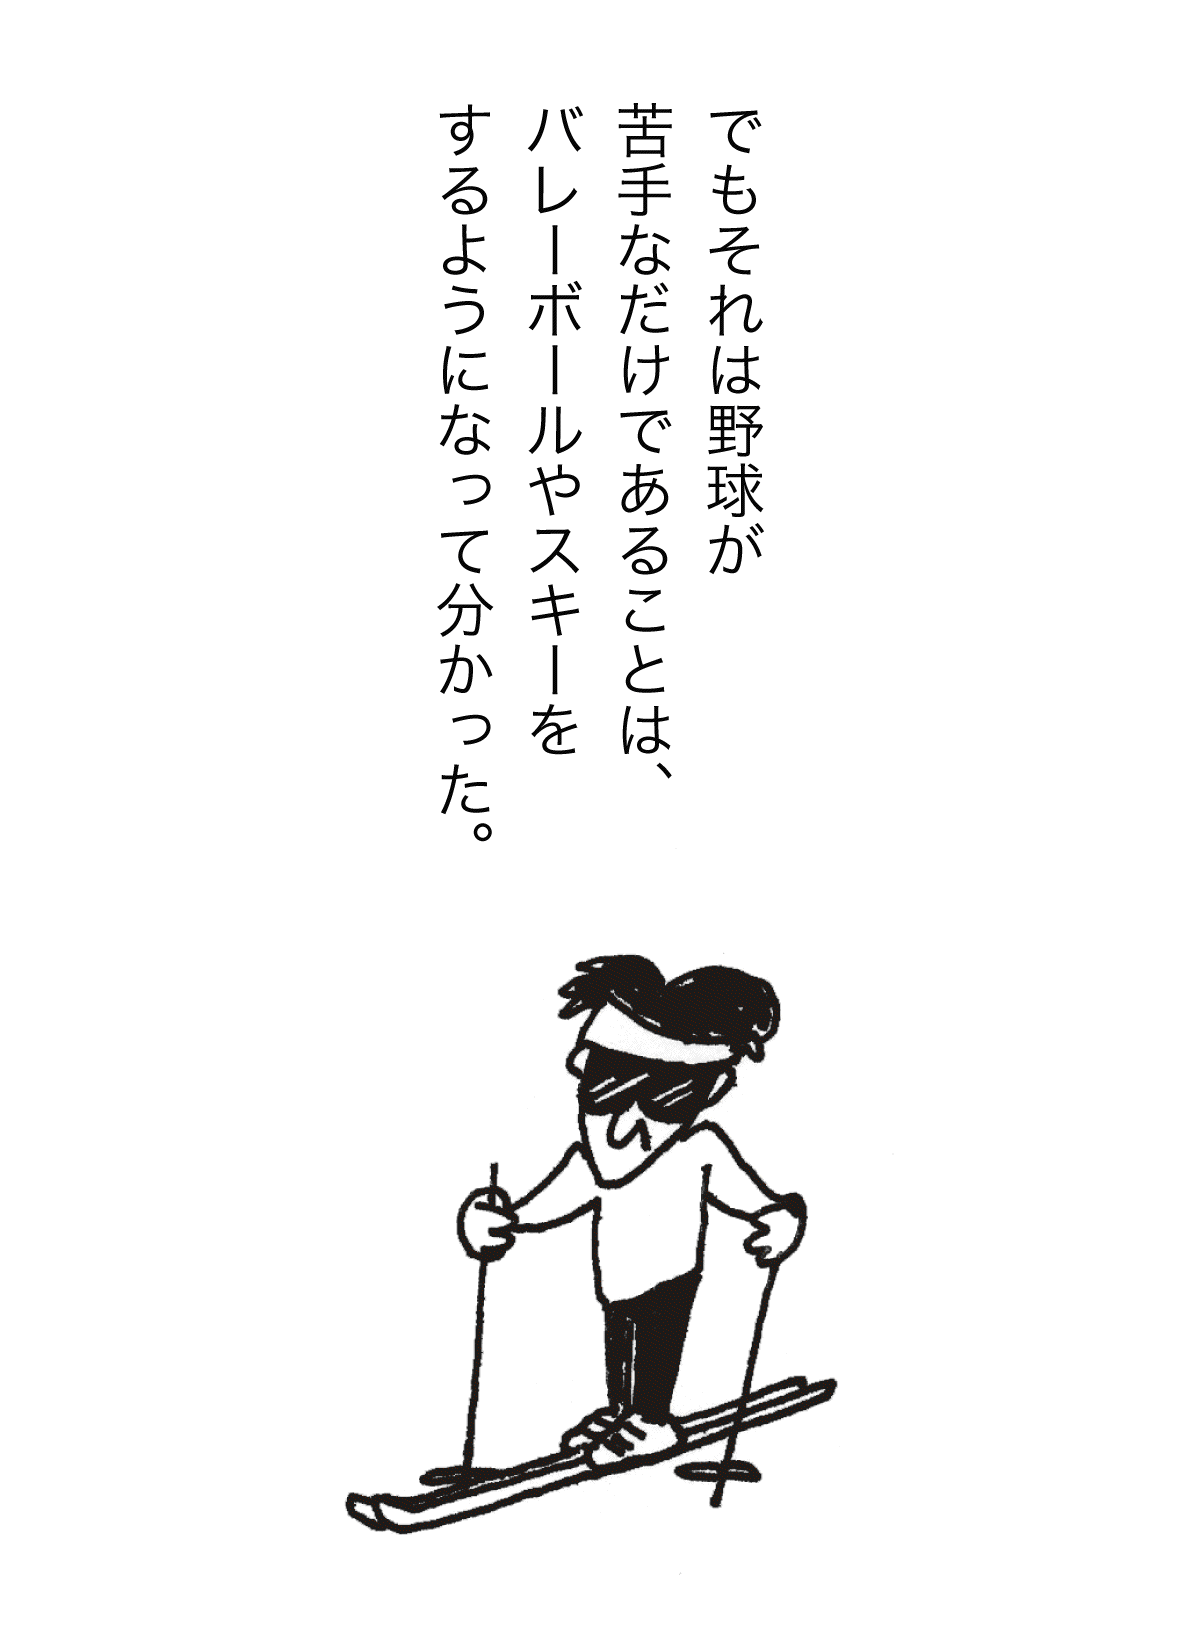 でもそれは野球が
苦手なだけであることは、
バレーボールやスキーを
するようになって分かった。